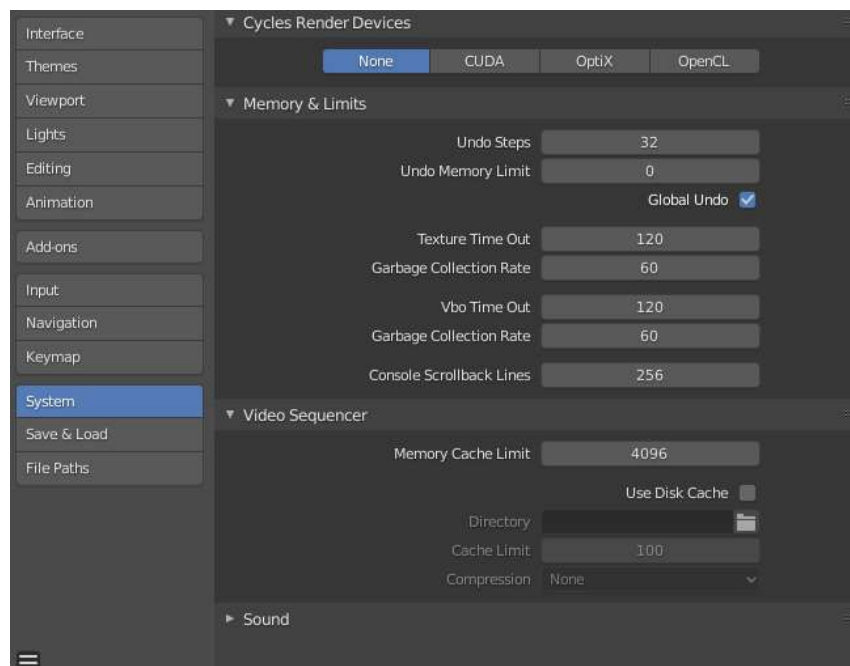 Interface
Themes
Viewport
Lights
Editing
Animation
Add-ons
Input
Navigation
Keymap
System
Save & Load
File Paths
Cycles Render Devices
None CUDA OptiX OpenCL
Memory & Limits
Undo Steps 32
Undo Memory Limit 0
Global Undo
Texture Time Out 120
Garbage Collection Rate 60
Vbo Time Out 120
Garbage Collection Rate 60
Console Scrollback Lines 256
Video Sequencer
Memory Cache Limit 4096
Use Disk Cache
Directory
Cache Limit 100
Compression None
Sound